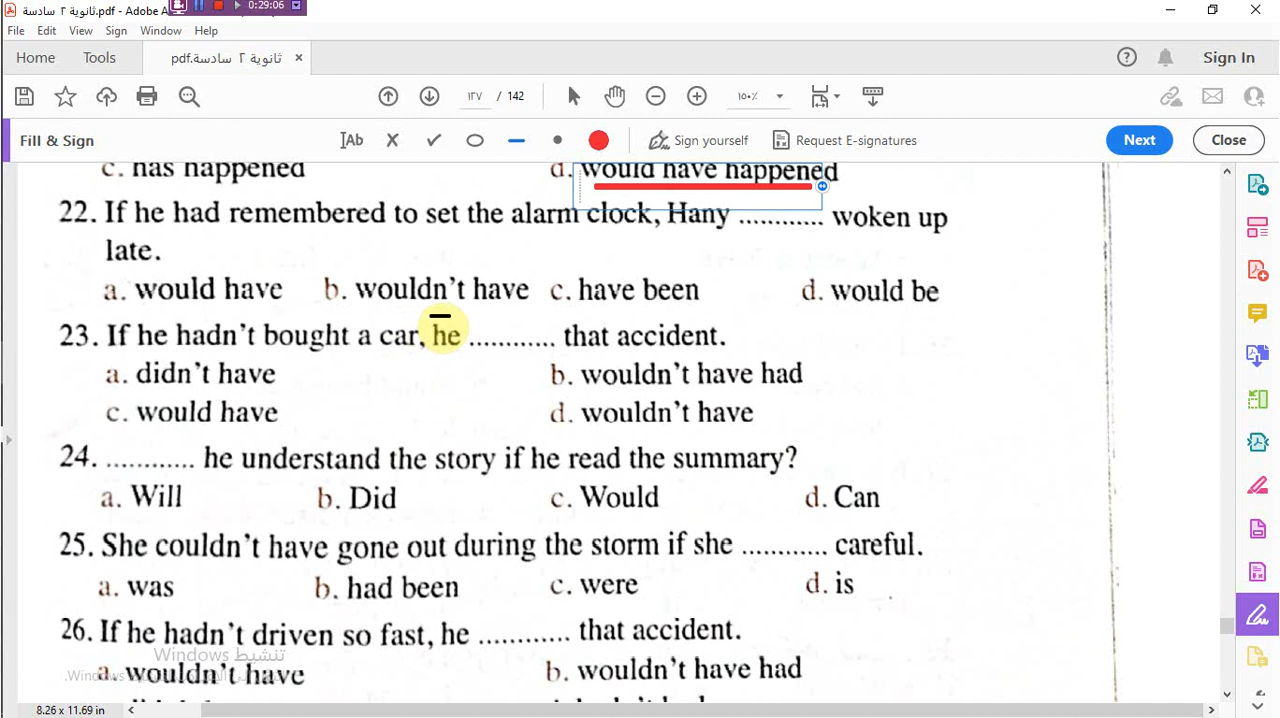 ثانوية ٢ سادسة.pdf - Adobe A
0:29:06
File Edit View Sign Window Help
Home Tools ثانوية ٢ سادسة.pdf × Sign In
١٢٧ / 142 ١٥٠٪
Fill & Sign Ab Sign yourself Request E-signatures Next Close
c. has happened d. would have happened
22. If he had remembered to set the alarm clock, Hany ............ woken up
late.
a. would have b. wouldn't have c. have been d. would be
23. If he hadn't bought a car, he ............ that accident.
a. didn't have b. wouldn't have had
c. would have d. wouldn't have
24. ............ he understand the story if he read the summary?
a. Will b. Did c. Would d. Can
25. She couldn't have gone out during the storm if she ............ careful.
a. was b. had been c. were d. is
26. If he hadn't driven so fast, he ............ that accident.
تنشيط Windows
a. wouldn't have b. wouldn't have had
8.26 x 11.69 in